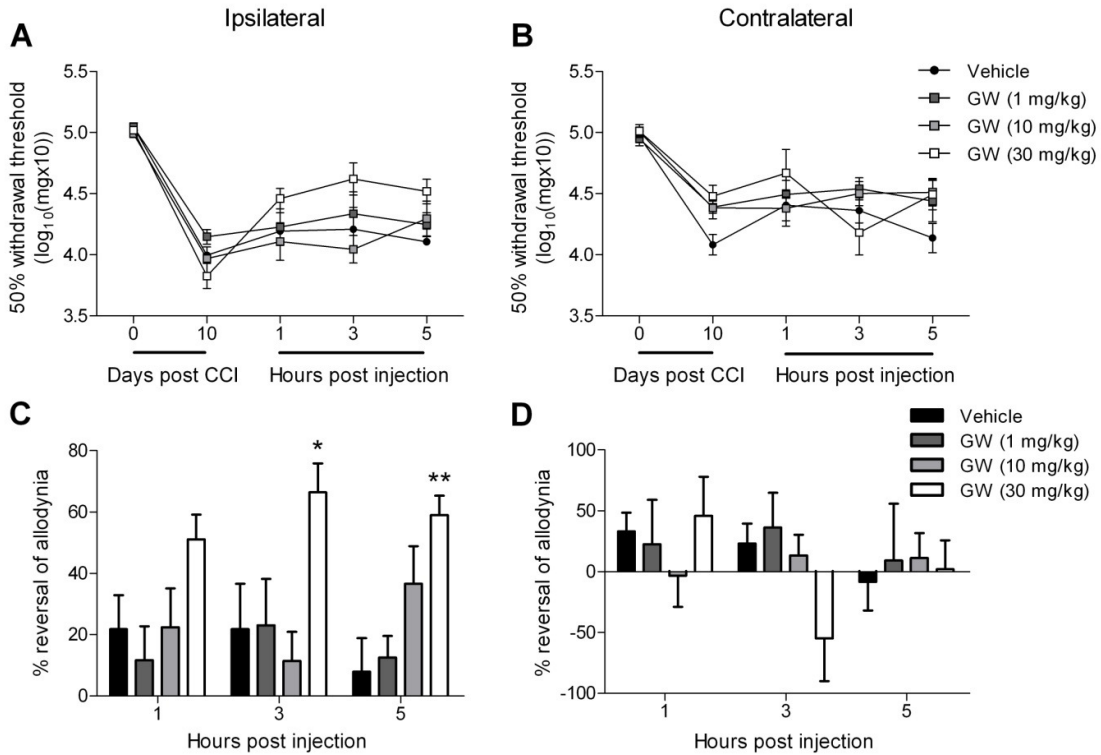 Ipsilateral
Contralateral
A
B
50% withdrawal threshold
(log10(mgx10))
5.5
5.0
4.5
4.0
3.5
0
10
1
3
5
Days post CCI
Hours post injection
50% withdrawal threshold
(log10(mgx10))
5.5
5.0
4.5
4.0
3.5
0
10
1
3
5
Days post CCI
Hours post injection
Vehicle
GW (1 mg/kg)
GW (10 mg/kg)
GW (30 mg/kg)
C
% reversal of allodynia
80
60
40
20
0
*
**
1
3
5
Hours post injection
D
% reversal of allodynia
100
50
0
-50
-100
1
3
5
Hours post injection
Vehicle
GW (1 mg/kg)
GW (10 mg/kg)
GW (30 mg/kg)